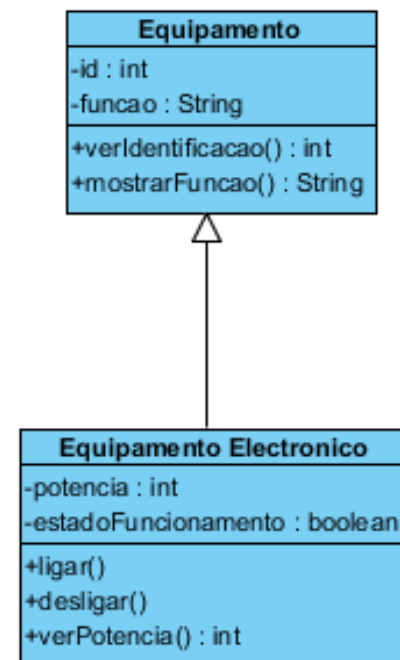 Equipamento
-id : int
-funcao : String
+verIdentificacao() : int
+mostrarFuncao() : String
Equipamento Electronico
-potencia : int
-estadoFuncionamento : boolean
+ligar()
+desligar()
+verPotencia() : int